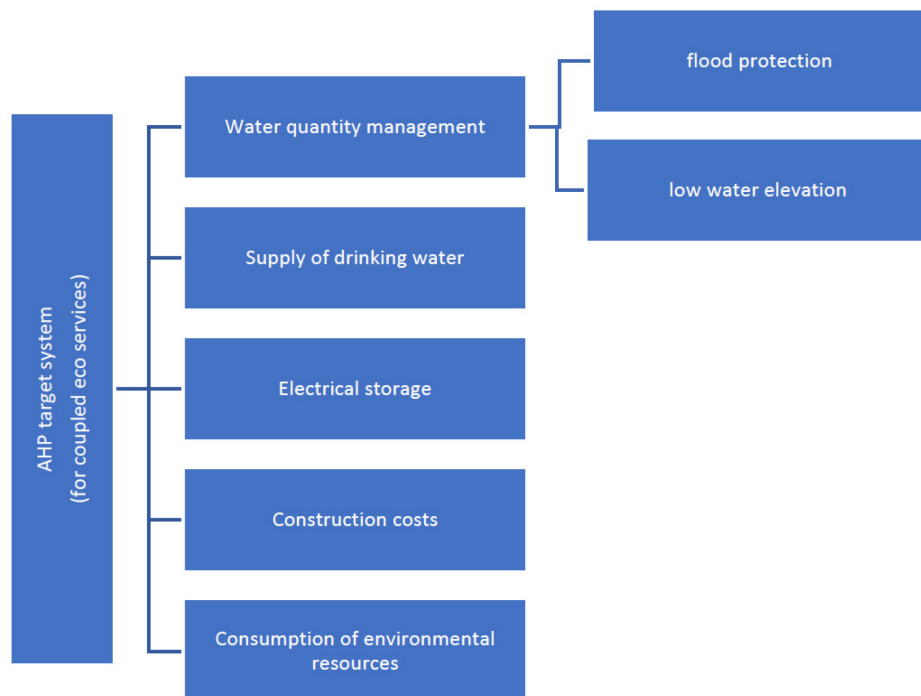 AHP target system
(for coupled eco services)
Water quantity management
flood protection
low water elevation
Supply of drinking water
Electrical storage
Construction costs
Consumption of environmental
resources